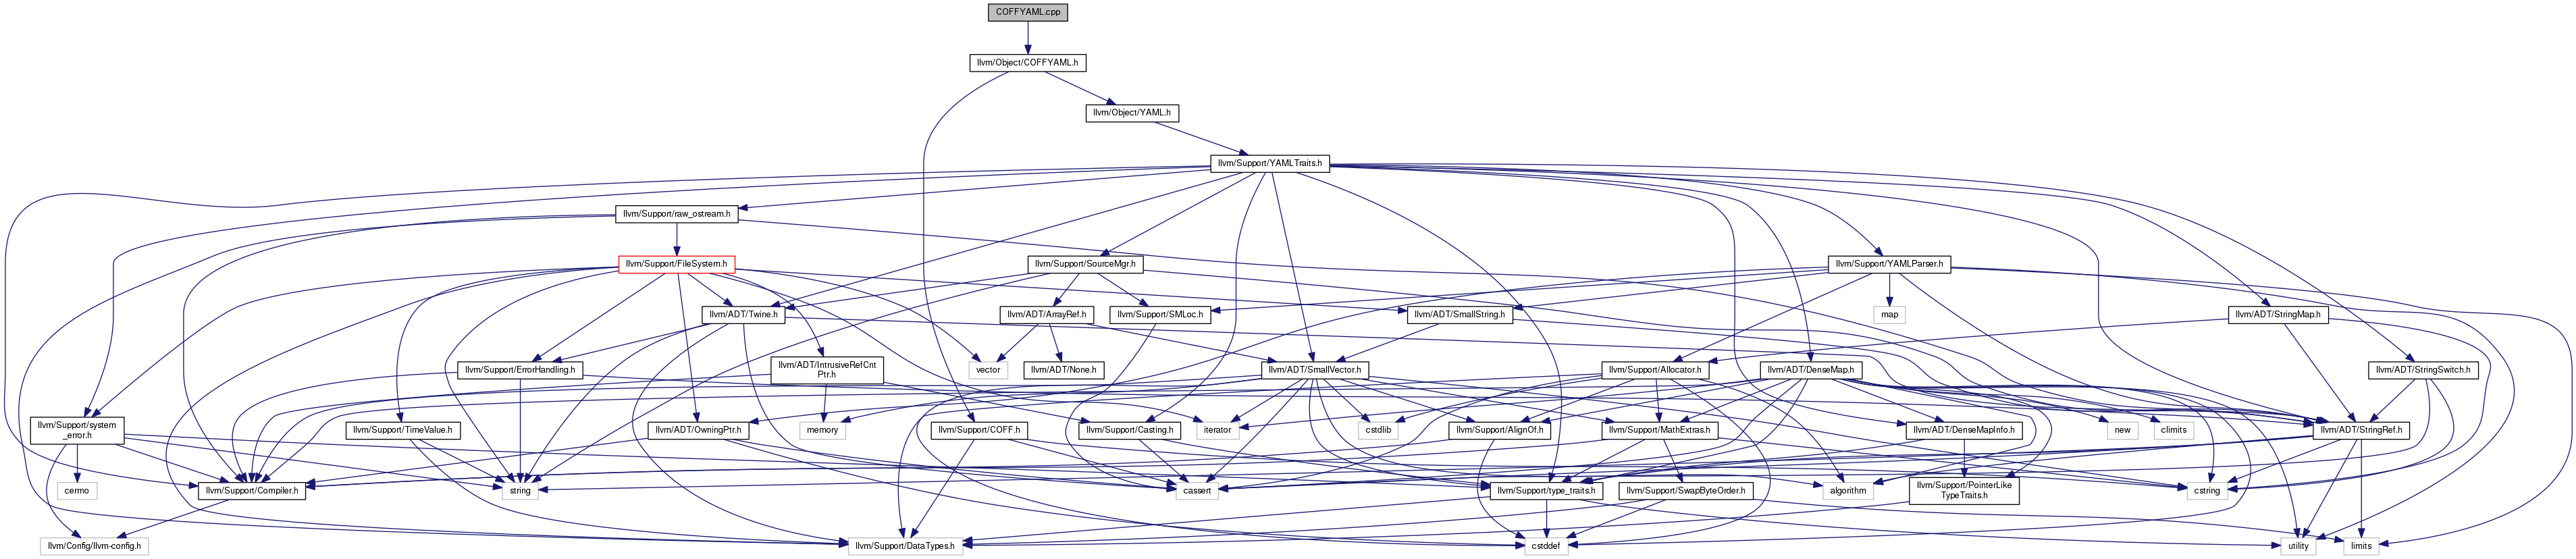 COFFYAML.cpp
llvm/Object/COFFYAML.h
llvm/Object/YAML.h
llvm/Support/YAMLTraits.h
llvm/Support/raw_ostream.h
llvm/Support/FileSystem.h
llvm/Support/SourceMgr.h
llvm/Support/YAMLParser.h
llvm/ADT/Twine.h
llvm/ADT/ArrayRef.h
llvm/Support/SMLoc.h
llvm/ADT/SmallString.h
map
llvm/ADT/StringMap.h
llvm/Support/ErrorHandling.h
llvm/ADT/IntrusiveRefCnt
Ptr.h
vector
llvm/ADT/None.h
llvm/ADT/SmallVector.h
llvm/Support/Allocator.h
llvm/ADT/DenseMap.h
llvm/ADT/StringSwitch.h
llvm/Support/system
_error.h
llvm/Support/TimeValue.h
llvm/ADT/OwningPtr.h
memory
llvm/Support/COFF.h
llvm/Support/Casting.h
iterator
cstdlib
llvm/Support/AlignOf.h
llvm/Support/MathExtras.h
llvm/ADT/DenseMapInfo.h
new
climits
llvm/ADT/StringRef.h
cerrno
llvm/Support/Compiler.h
string
cassert
llvm/Support/type_traits.h
algorithm
llvm/Support/SwapByteOrder.h
llvm/Support/PointerLike
TypeTraits.h
cstring
llvm/Config/llvm-config.h
llvm/Support/DataTypes.h
cstddef
utility
limits